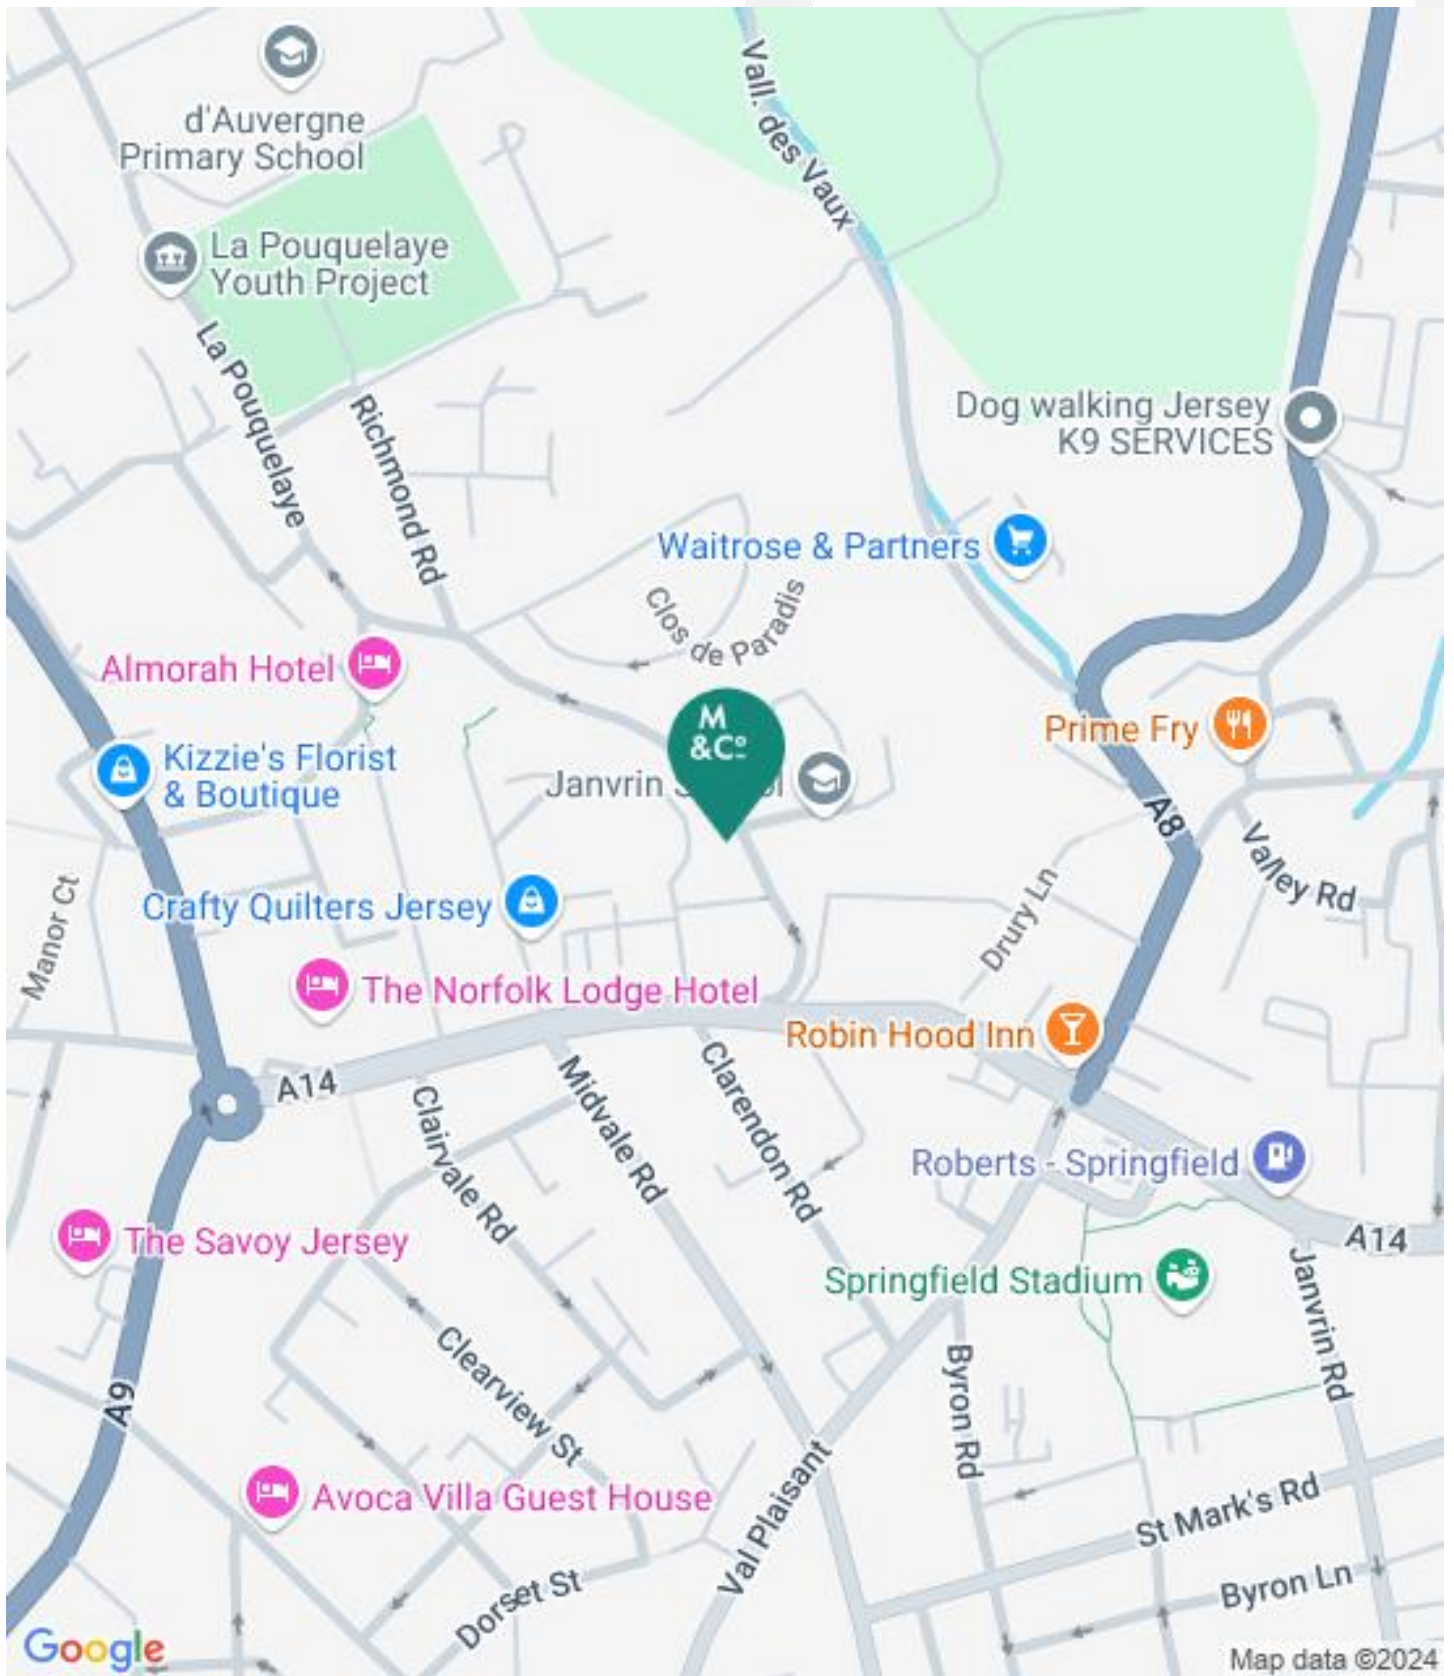 Vall. des Vaux
d'Auvergne
Primary School
La Pouquelaye
Youth Project
La Pouquelaye
Richmond Rd
Dog walking Jersey
K9 SERVICES
Waitrose & Partners
Clos de Paradis
Almorah Hotel
M
&Cº
Prime Fry
Kizzie's Florist
& Boutique
Janvrin
A8
Valley Rd
Manor Ct
Crafty Quilters Jersey
Drury Ln
The Norfolk Lodge Hotel
Robin Hood Inn
A14
Midvale Rd
Clarendon Rd
Clairvale Rd
Roberts - Springfield
The Savoy Jersey
A14
Springfield Stadium
Janvrin Rd
A9
Clearview St
Byron Rd
Avoca Villa Guest House
Val Plaisant
St Mark's Rd
Dorset St
Byron Ln
Google
Map data ©2024